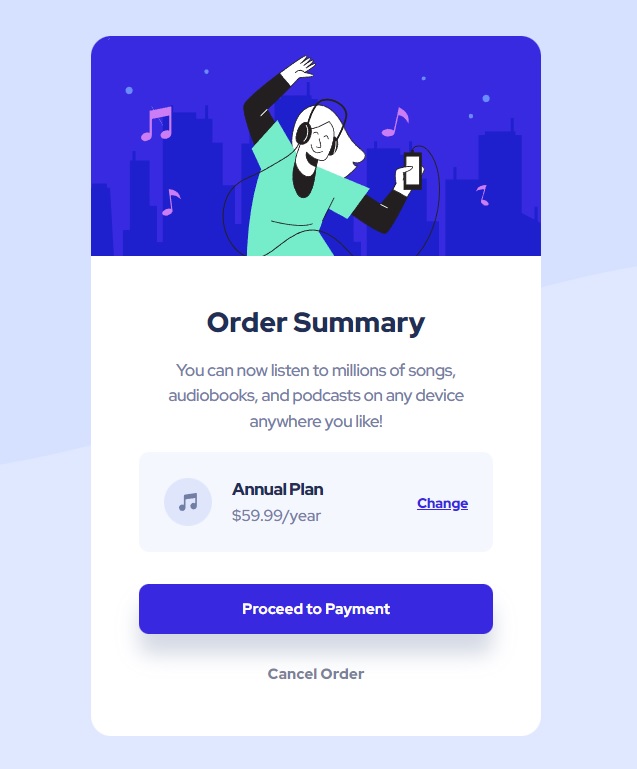 Order Summary
You can now listen to millions of songs,
audiobooks, and podcasts on any device
anywhere you like!
Annual Plan
$59.99/year
Change
Proceed to Payment
Cancel Order